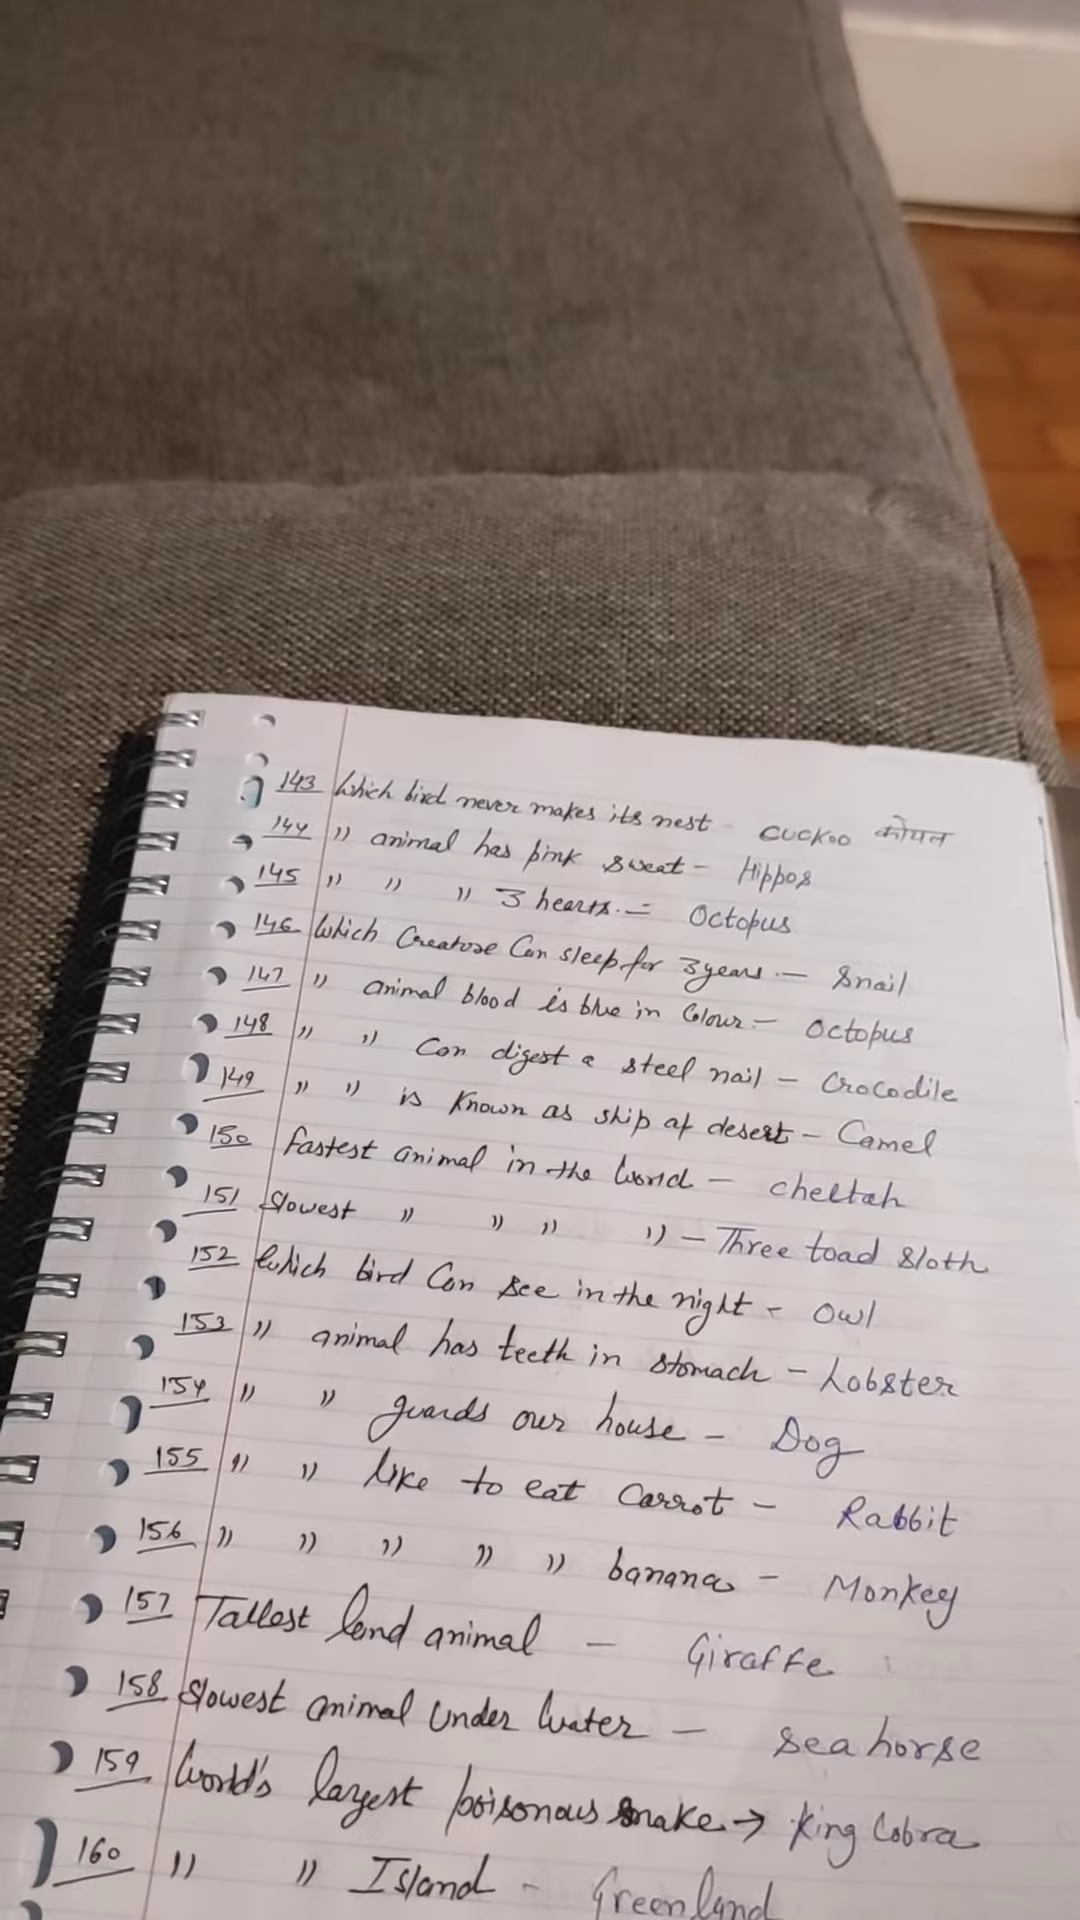 143 Which bird never makes its nest - cuckoo कोयल
144 " animal has pink sweat - Hippos
145 " " " 3 hearts. = Octopus
146 Which Creature Can sleep for 3 years. - Snail
147 " animal blood is blue in Colour. - Octopus
148 " " Can digest a steel nail - Crocodile
149 " " is known as ship of desert - Camel
150 Fastest animal in the world - cheetah
151 Slowest " " " " - Three toad sloth
152 Which bird Can see in the night - Owl
153 " animal has teeth in stomach - Lobster
154 " " guards our house - Dog
155 " " like to eat Carrot - Rabbit
156 " " " " " banana - Monkey
157 Tallest land animal - Giraffe
158 Slowest animal under water - sea horse
159 World's largest poisonous snake → King Cobra
160 " " Island - Greenland